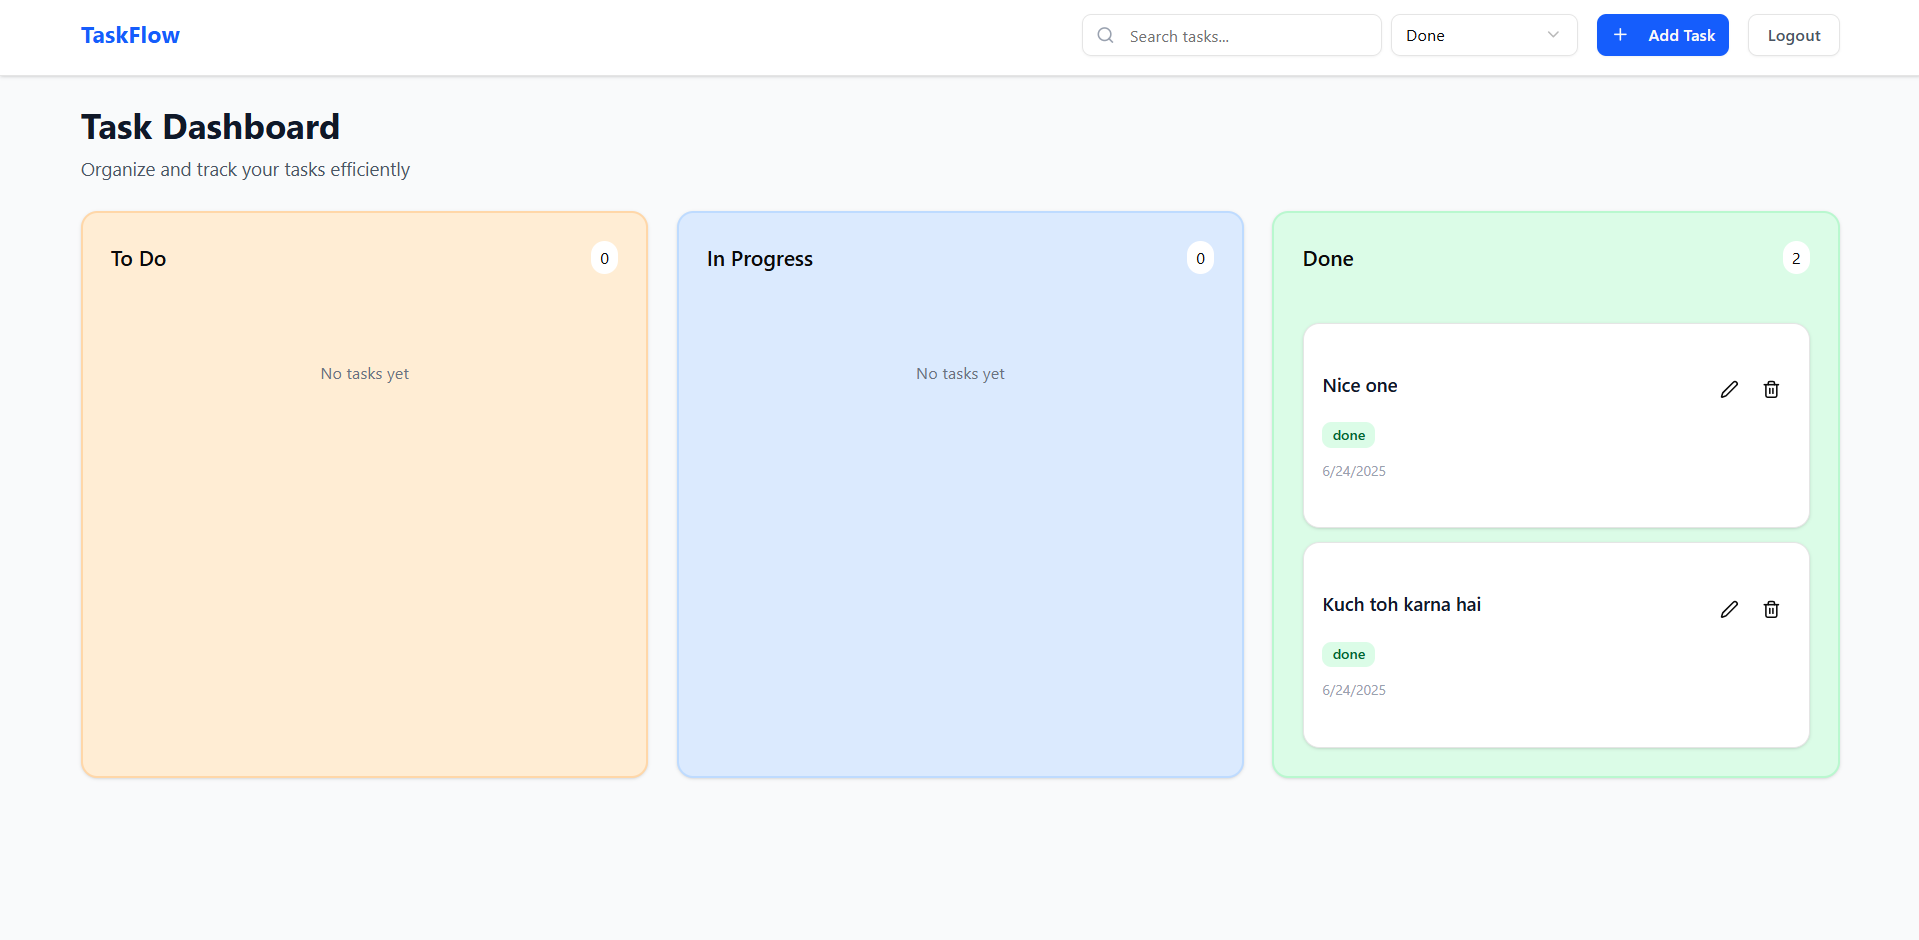 TaskFlow
Search tasks...
Done
Add Task
Logout
Task Dashboard
Organize and track your tasks efficiently
To Do
0
No tasks yet
In Progress
0
No tasks yet
Done
2
Nice one
done
6/24/2025
Kuch toh karna hai
done
6/24/2025